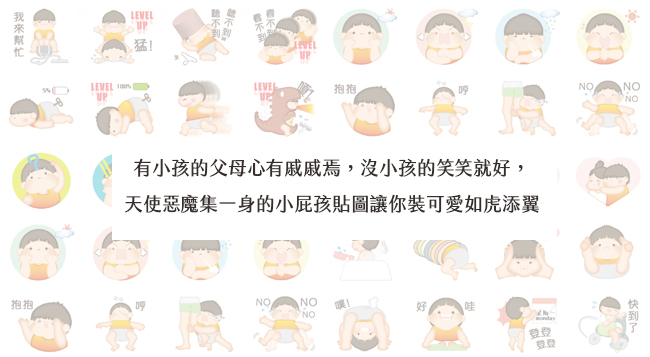 我來幫忙
LEVEL UP
猛!
聽不到聽不到
看不到看不到
LEVEL UP
5%
LEVEL UP
100%
LEVEL UP
抱抱
哼
NO
NO
NO
有小孩的父母心有戚戚焉，沒小孩的笑笑就好，
天使惡魔集一身的小屁孩貼圖讓你裝可愛如虎添翼
抱抱
哼
NO
NO
NO
噗!
好
哇
monday
登登
登登
快到了